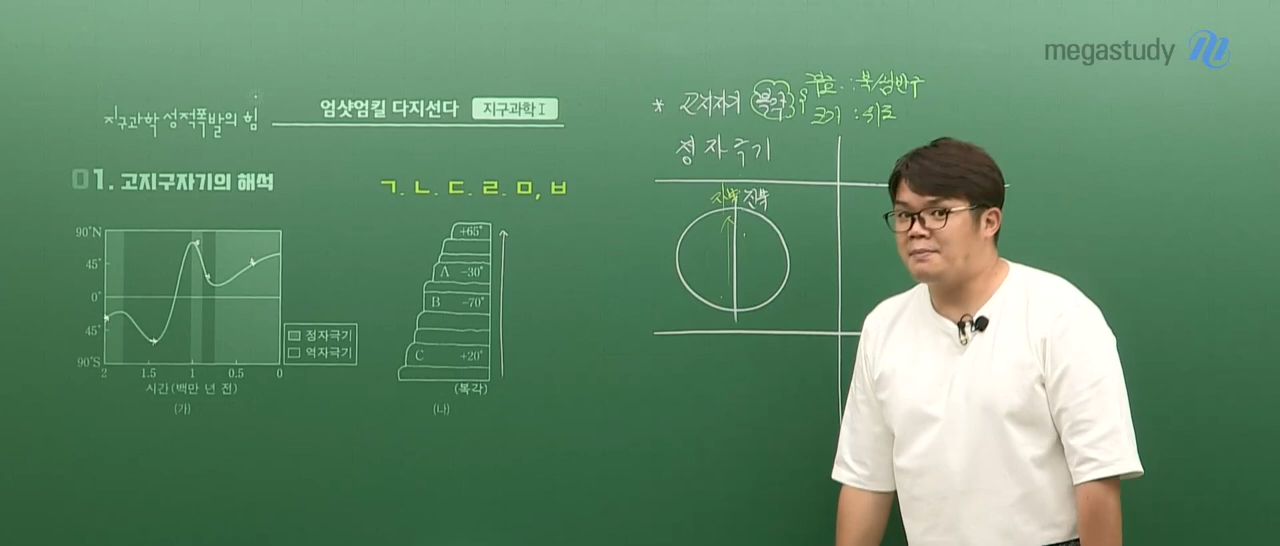 megastudy
지구과학 성적폭발의 힘
엄샷엄킬 다지선다 지구과학 I
01. 고지구자기의 해석
ㄱ. ㄴ. ㄷ. ㄹ. ㅁ, ㅂ
90°N
45°
0°
45°
90°S
2 1.5 1 0.5 0
시간(백만 년 전)
(가)
정자극기
역자극기
+65°
A -30°
B -70°
C +20°
(복각)
(나)
* 고지자기 복각
부호 : 북·남반구
크기 : 위도
정자극기
지북 진북